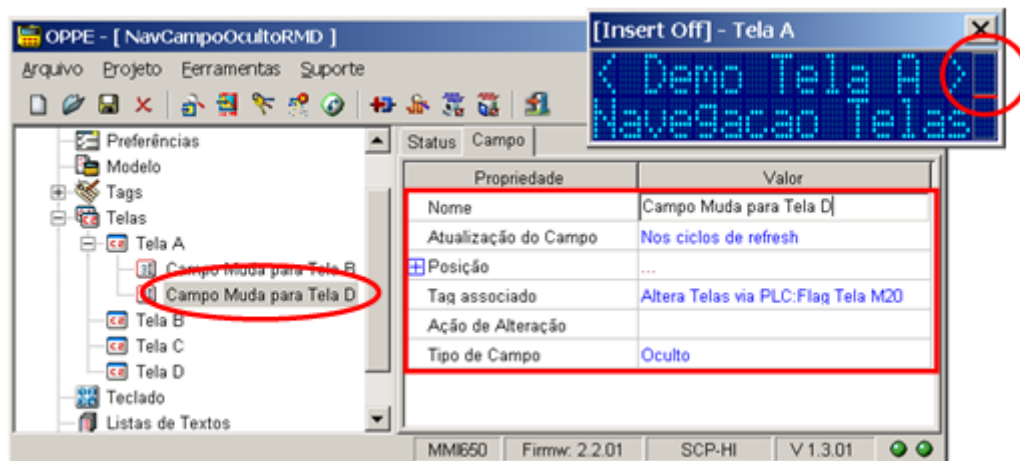 OPPE - [ NavCampoOcultoRMD ]
Arquivo Projeto Ferramentas Suporte
[Insert Off] - Tela A
< Demo Tela A >
Navegacao Telas
Preferências
Modelo
Tags
Telas
Tela A
Campo Muda para Tela B
Campo Muda para Tela D
Tela B
Tela C
Tela D
Teclado
Listas de Textos
Status Campo
Propriedade Valor
Nome Campo Muda para Tela D
Atualização do Campo Nos ciclos de refresh
Posição ...
Tag associado Altera Telas via PLC:Flag Tela M20
Ação de Alteração
Tipo de Campo Oculto
MMI650 Firmw: 2.2.01 SCP-HI V 1.3.01